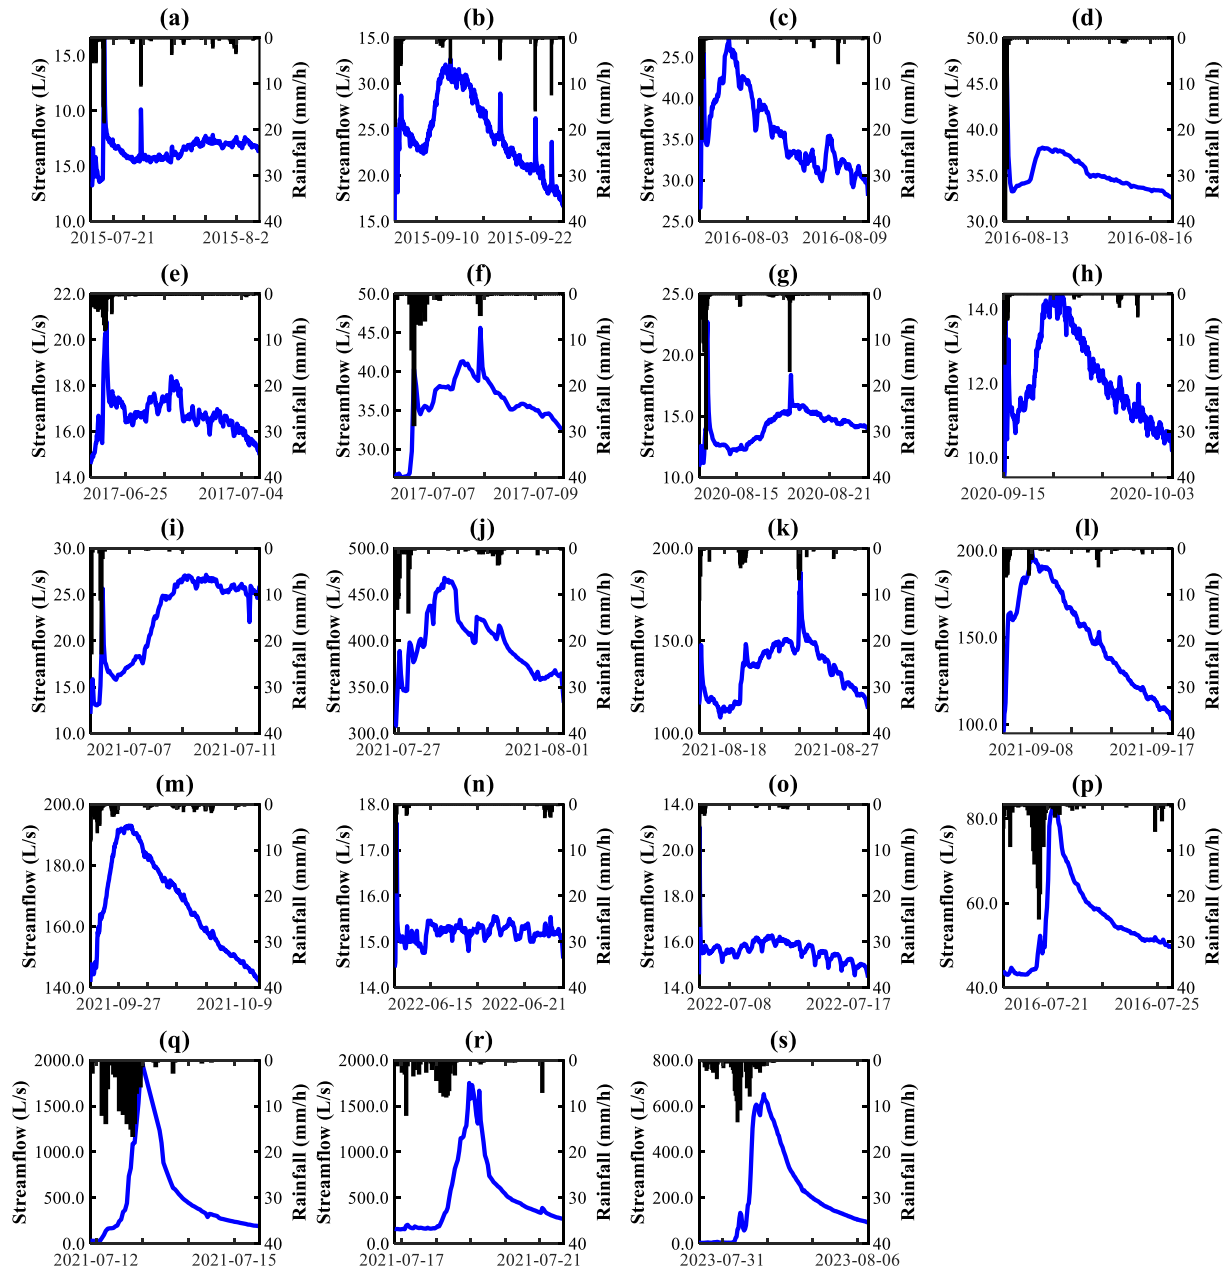 (a) (b) (c) (d)
Streamflow (L/s) 15.0 10.0 15.0 10.0 2015-07-21 2015-8-2 0 10 20 30 40 Rainfall (mm/h)
Streamflow (L/s) 15.0 30.0 25.0 20.0 15.0 2015-09-10 2015-09-22 0 10 20 30 40 Rainfall (mm/h)
Streamflow (L/s) 25.0 40.0 35.0 30.0 25.0 2016-08-03 2016-08-09 0 10 20 30 40 Rainfall (mm/h)
Streamflow (L/s) 50.0 45.0 40.0 35.0 30.0 2016-08-13 2016-08-16 0 10 20 30 40 Rainfall (mm/h)
(e) (f) (g) (h)
Streamflow (L/s) 22.0 20.0 18.0 16.0 14.0 2017-06-25 2017-07-04 0 10 20 30 40 Rainfall (mm/h)
Streamflow (L/s) 50.0 45.0 40.0 35.0 30.0 2017-07-07 2017-07-09 0 10 20 30 40 Rainfall (mm/h)
Streamflow (L/s) 25.0 20.0 15.0 10.0 2020-08-15 2020-08-21 0 10 20 30 40 Rainfall (mm/h)
Streamflow (L/s) 14.0 12.0 10.0 2020-09-15 2020-10-03 0 10 20 30 40 Rainfall (mm/h)
(i) (j) (k) (l)
Streamflow (L/s) 30.0 25.0 20.0 15.0 10.0 2021-07-07 2021-07-11 0 10 20 30 40 Rainfall (mm/h)
Streamflow (L/s) 500.0 450.0 400.0 350.0 300.0 2021-07-27 2021-08-01 0 10 20 30 40 Rainfall (mm/h)
Streamflow (L/s) 200.0 150.0 100.0 2021-08-18 2021-08-27 0 10 20 30 40 Rainfall (mm/h)
Streamflow (L/s) 200.0 150.0 100.0 2021-09-08 2021-09-17 0 10 20 30 40 Rainfall (mm/h)
(m) (n) (o) (p)
Streamflow (L/s) 200.0 180.0 160.0 140.0 2021-09-27 2021-10-9 0 10 20 30 40 Rainfall (mm/h)
Streamflow (L/s) 18.0 17.0 16.0 15.0 14.0 2022-06-15 2022-06-21 0 10 20 30 40 Rainfall (mm/h)
Streamflow (L/s) 14.0 20.0 18.0 16.0 14.0 2022-07-08 2022-07-17 0 10 20 30 40 Rainfall (mm/h)
Streamflow (L/s) 80.0 60.0 40.0 2016-07-21 2016-07-25 0 10 20 30 40 Rainfall (mm/h)
(q) (r) (s)
Streamflow (L/s) 2000.0 1500.0 1000.0 500.0 0.0 2021-07-12 2021-07-15 0 10 20 30 40 Rainfall (mm/h)
Streamflow (L/s) 2000.0 1500.0 1000.0 500.0 0.0 2021-07-17 2021-07-21 0 10 20 30 40 Rainfall (mm/h)
Streamflow (L/s) 800.0 600.0 400.0 200.0 0.0 2023-07-31 2023-08-06 0 10 20 30 40 Rainfall (mm/h)